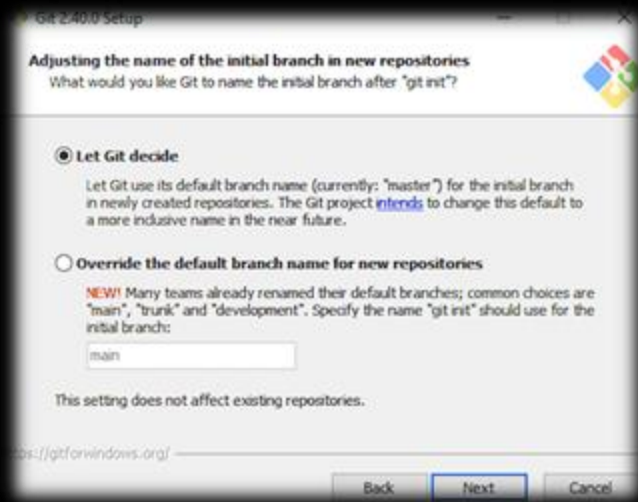 Git 2.40.0 Setup
Adjusting the name of the initial branch in new repositories
What would you like Git to name the initial branch after "git init"?
Let Git decide
Let Git use its default branch name (currently: "master") for the initial branch
in newly created repositories. The Git project intends to change this default to
a more inclusive name in the near future.
Override the default branch name for new repositories
NEW! Many teams already renamed their default branches; common choices are
"main", "trunk" and "development". Specify the name "git init" should use for the
initial branch:
main
This setting does not affect existing repositories.
https://gitforwindows.org/
Back Next Cancel